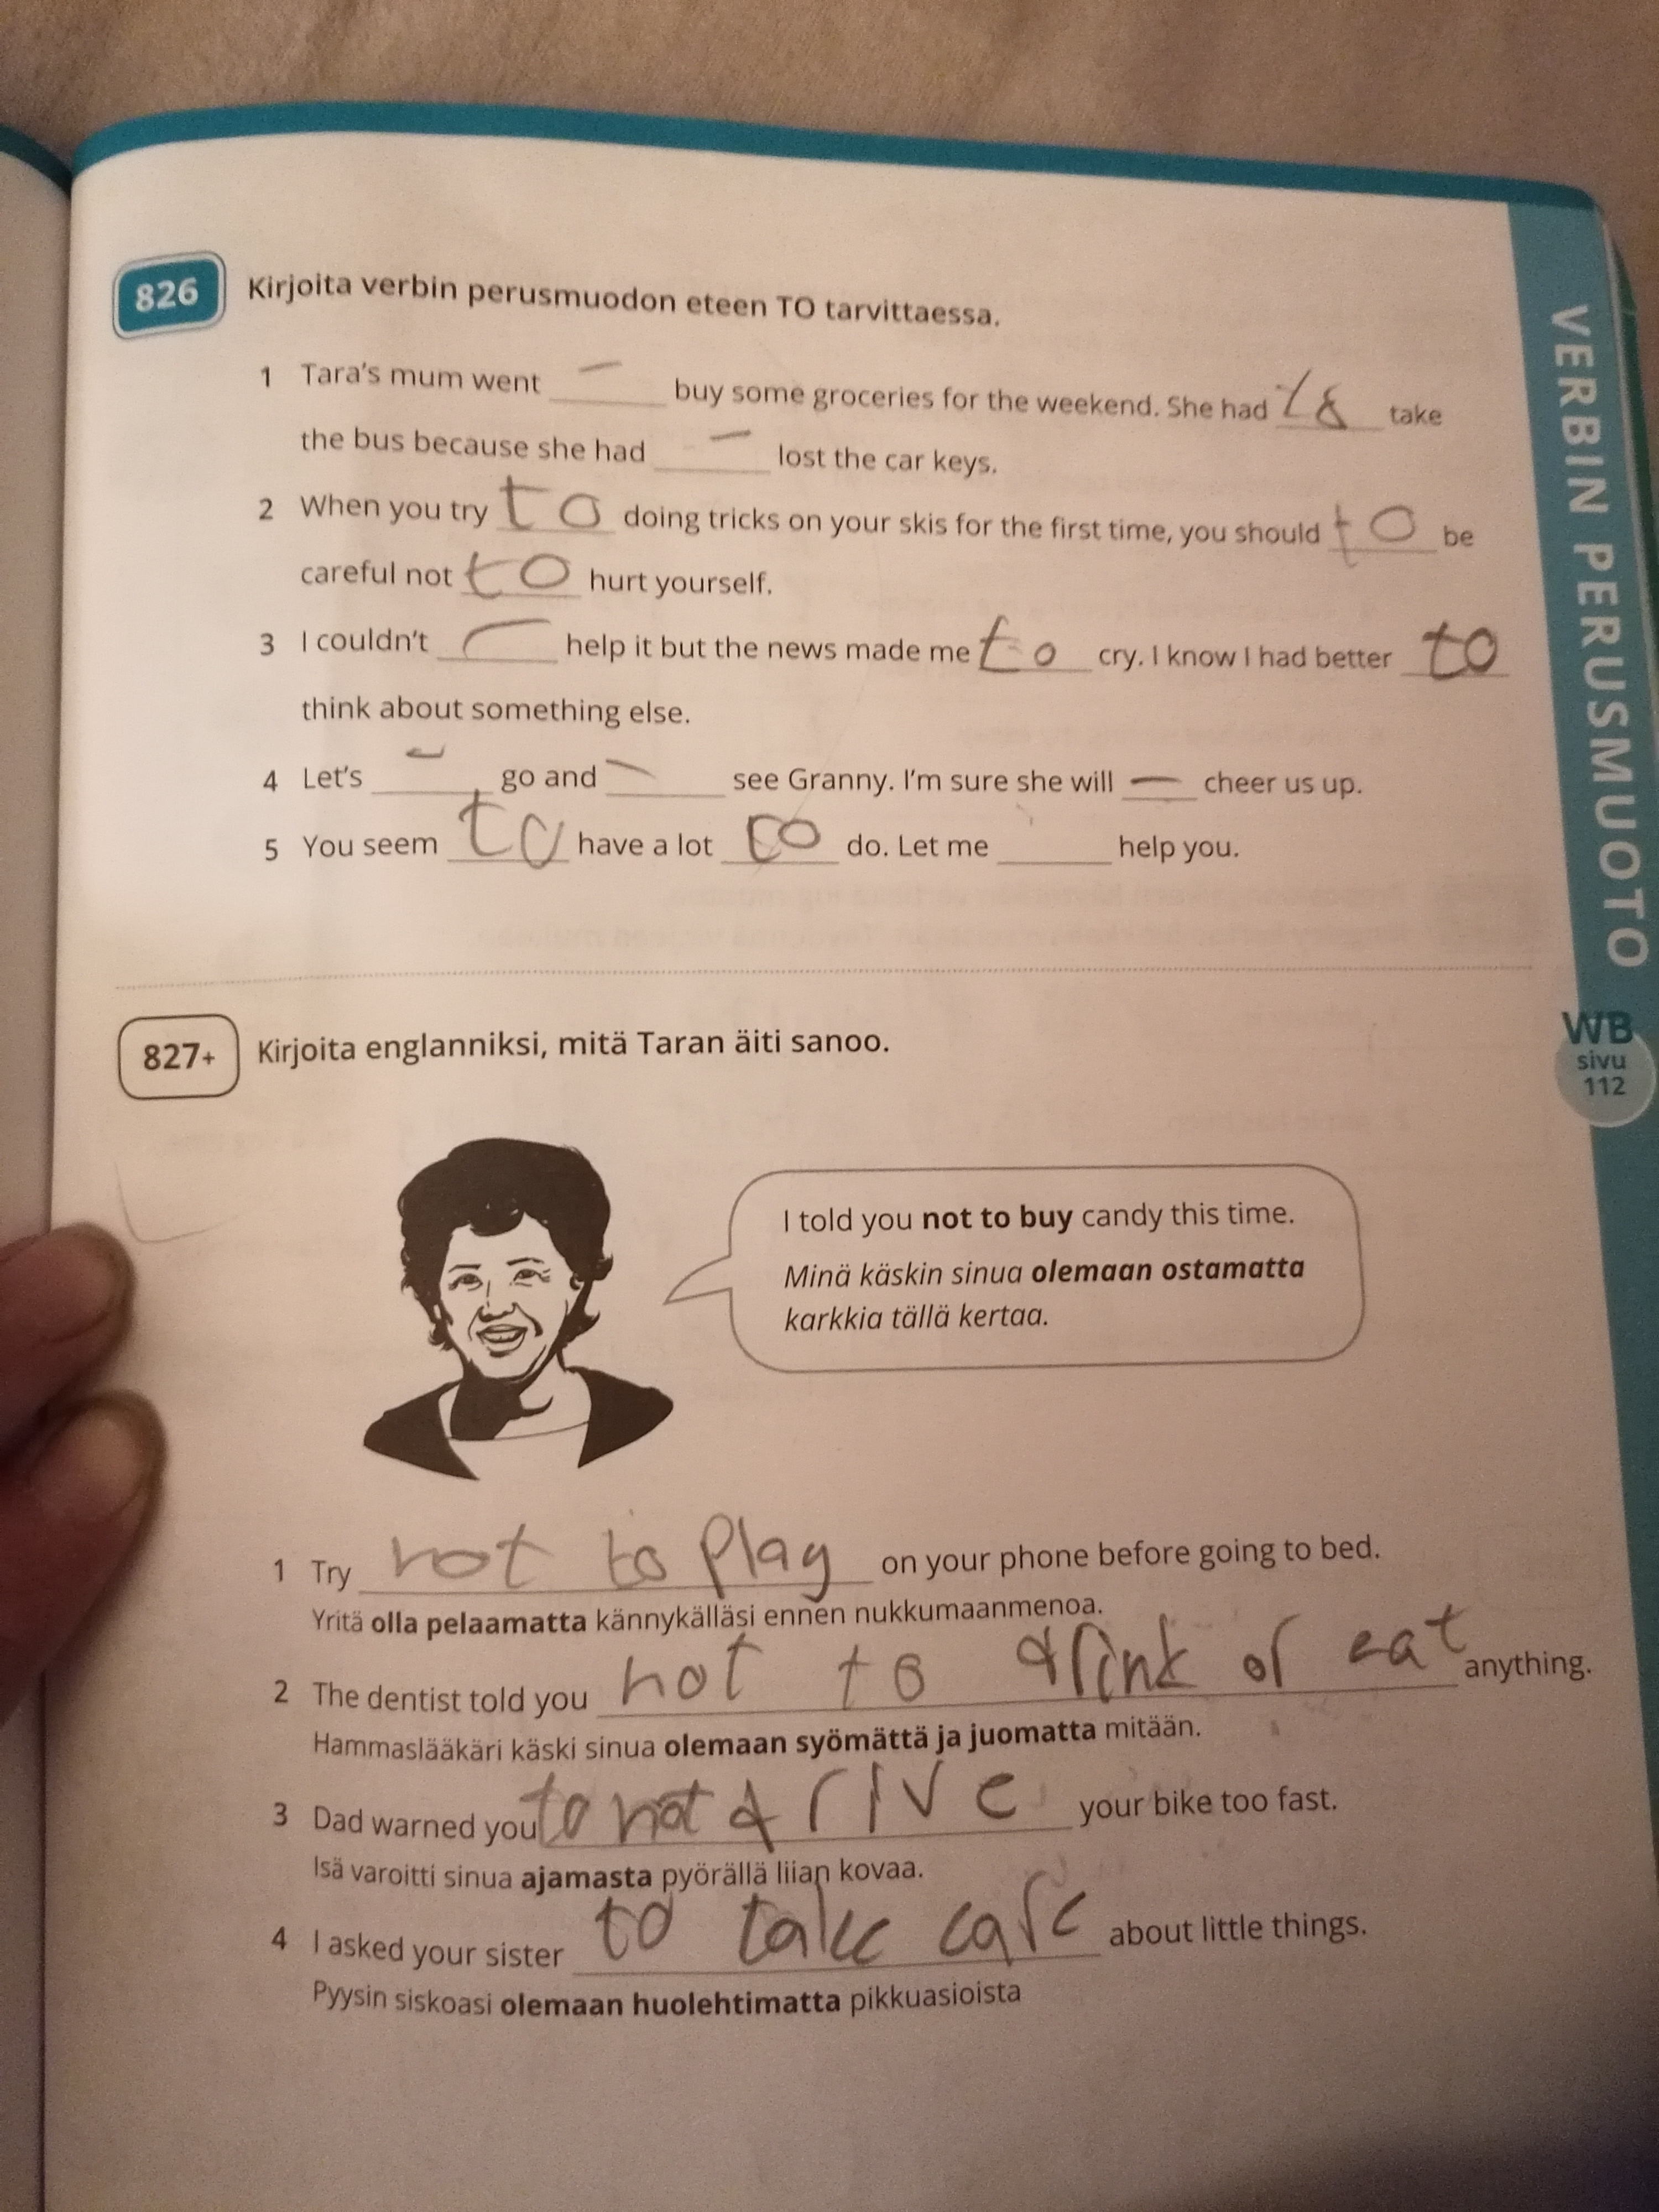 826 Kirjoita verbin perusmuodon eteen TO tarvittaessa.
1 Tara's mum went – buy some groceries for the weekend. She had to take
the bus because she had – lost the car keys.
2 When you try to doing tricks on your skis for the first time, you should to be
careful not to hurt yourself.
3 I couldn't – help it but the news made me to cry. I know I had better to
think about something else.
4 Let's – go and – see Granny. I'm sure she will – cheer us up.
5 You seem to have a lot to do. Let me ____ help you.
VERBIN PERUSMUOTO
WB
sivu
112
827+ Kirjoita englanniksi, mitä Taran äiti sanoo.
I told you not to buy candy this time.
Minä käskin sinua olemaan ostamatta
karkkia tällä kertaa.
1 Try not to play on your phone before going to bed.
Yritä olla pelaamatta kännykälläsi ennen nukkumaanmenoa.
2 The dentist told you not to drink or eat anything.
Hammaslääkäri käski sinua olemaan syömättä ja juomatta mitään.
3 Dad warned you to not drive your bike too fast.
Isä varoitti sinua ajamasta pyörällä liian kovaa.
4 I asked your sister to take care about little things.
Pyysin siskoasi olemaan huolehtimatta pikkuasioista